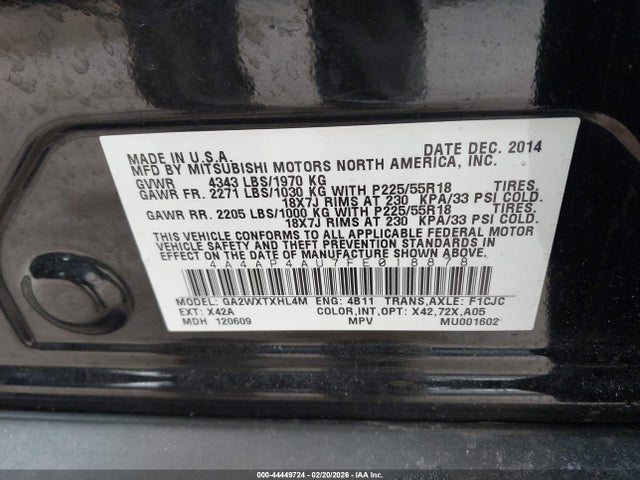 MADE IN U.S.A. DATE DEC. 2014
MFD BY MITSUBISHI MOTORS NORTH AMERICA, INC.
GVWR 4343 LBS/1970 KG
GAWR FR. 2271 LBS/1030 KG WITH P225/55R18 TIRES.
18X7J RIMS AT 230 KPA/33 PSI COLD.
GAWR RR. 2205 LBS/1000 KG WITH P225/55R18 TIRES.
18X7J RIMS AT 230 KPA/33 PSI COLD.
THIS VEHICLE CONFORMS TO ALL APPLICABLE FEDERAL MOTOR
VEHICLE SAFETY AND THEFT PREVENTION STANDARDS IN
EFFECT ON THE DATE OF MANUFACTURE SHOWN ABOVE.
4A4AP4AU7FE018878
MODEL: GA2WXTXHL4M ENG: 4B11 TRANS,AXLE: F1CJC
EXT: X42A COLOR,INT,OPT: X42,72X,A05
MDH 120609 MPV MU001602
000-44449724 - 02/20/2026 - IAA Inc.